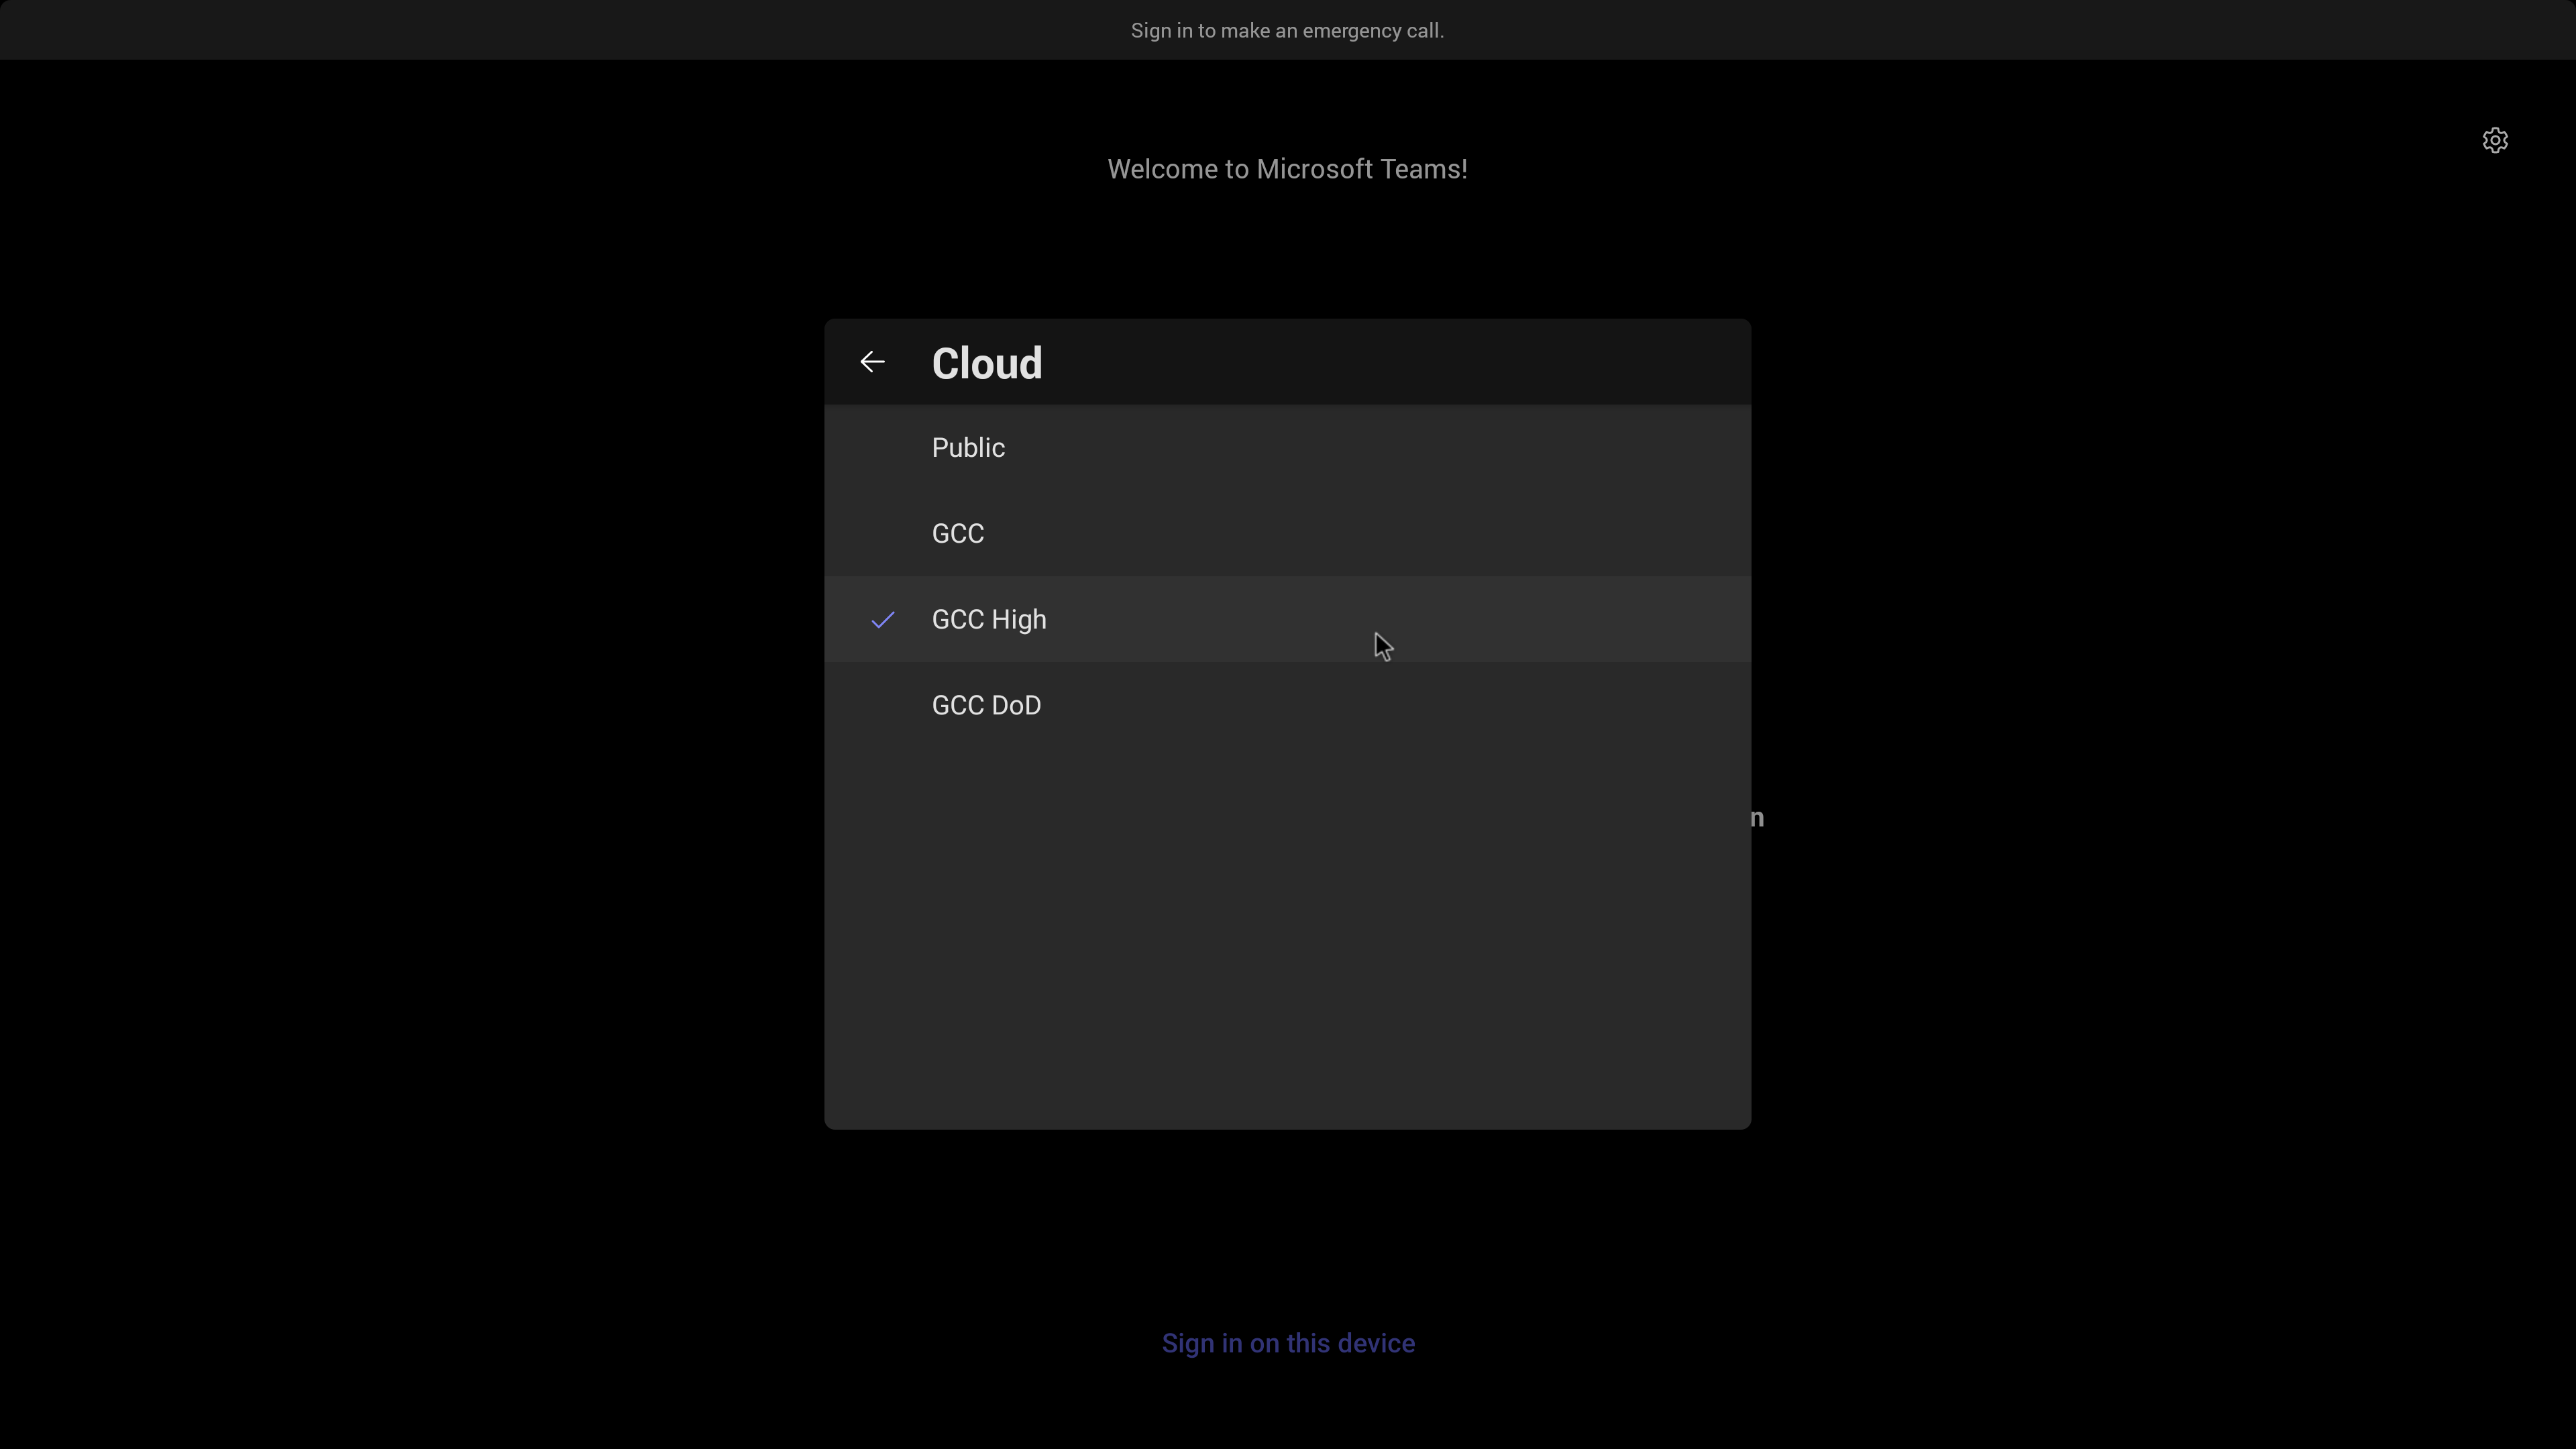 Sign in to make an emergency call.
Welcome to Microsoft Teams!
Cloud
Public
GCC
GCC High
GCC DoD
n
Sign in on this device